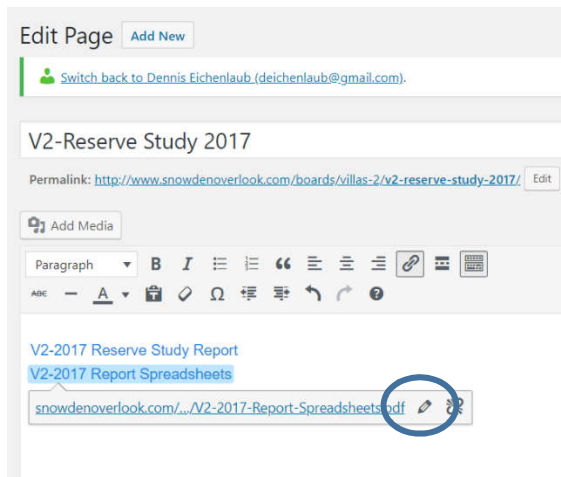 Edit Page Add New
Switch back to Dennis Eichenlaub (deichenlaub@gmail.com).
V2-Reserve Study 2017
Permalink: http://www.snowdenoverlook.com/boards/villas-2/v2-reserve-study-2017/ Edit
Add Media
Paragraph B I
ABC A Ω
V2-2017 Reserve Study Report
V2-2017 Report Spreadsheets
snowdenoverlook.com/.../V2-2017-Report-Spreadsheets.pdf